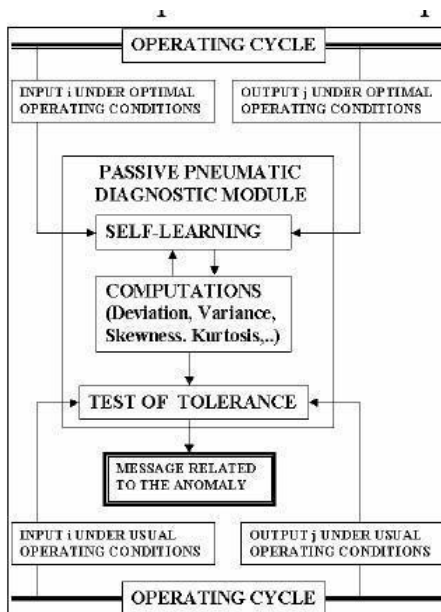 OPERATING CYCLE
INPUT i UNDER OPTIMAL
OPERATING CONDITIONS
OUTPUT j UNDER OPTIMAL
OPERATING CONDITIONS
PASSIVE PNEUMATIC
DIAGNOSTIC MODULE
SELF-LEARNING
COMPUTATIONS
(Deviation, Variance,
Skewness. Kurtosis,..)
TEST OF TOLERANCE
MESSAGE RELATED
TO THE ANOMALY
INPUT i UNDER USUAL
OPERATING CONDITIONS
OUTPUT j UNDER USUAL
OPERATING CONDITIONS
OPERATING CYCLE